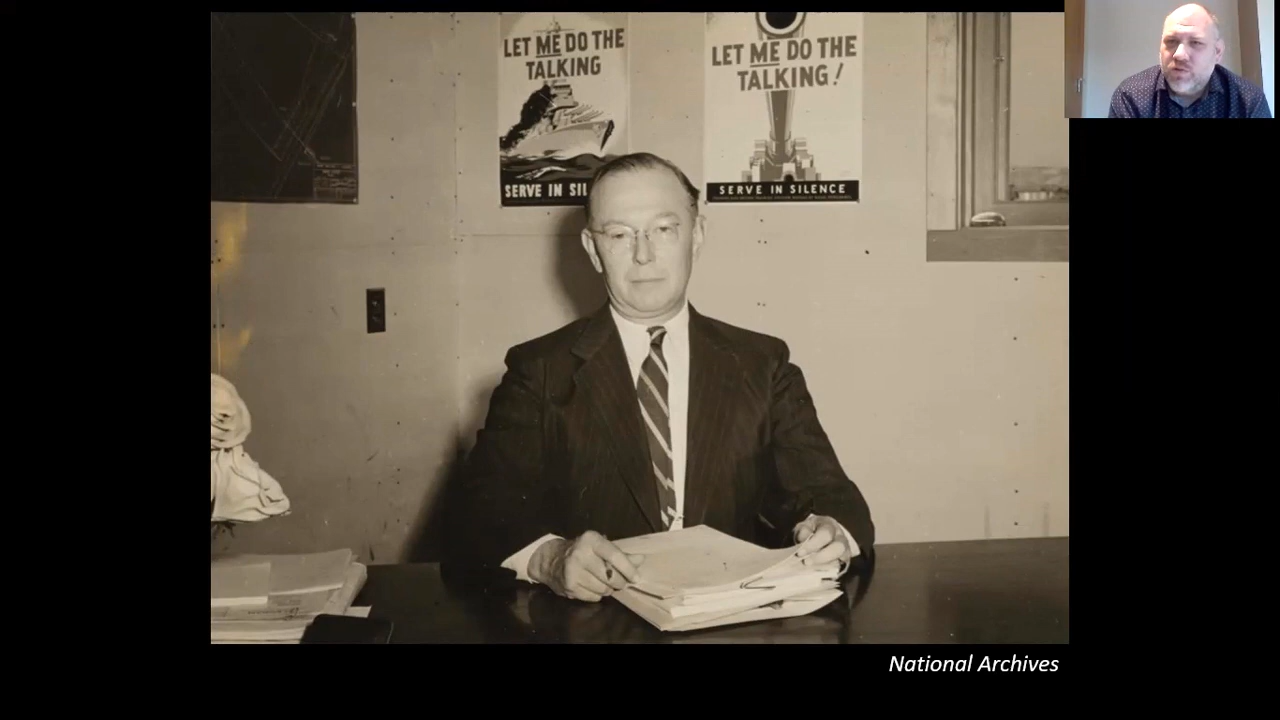 LET ME DO THE
TALKING
SERVE IN SIL
LET ME DO THE
TALKING!
SERVE IN SILENCE
National Archives